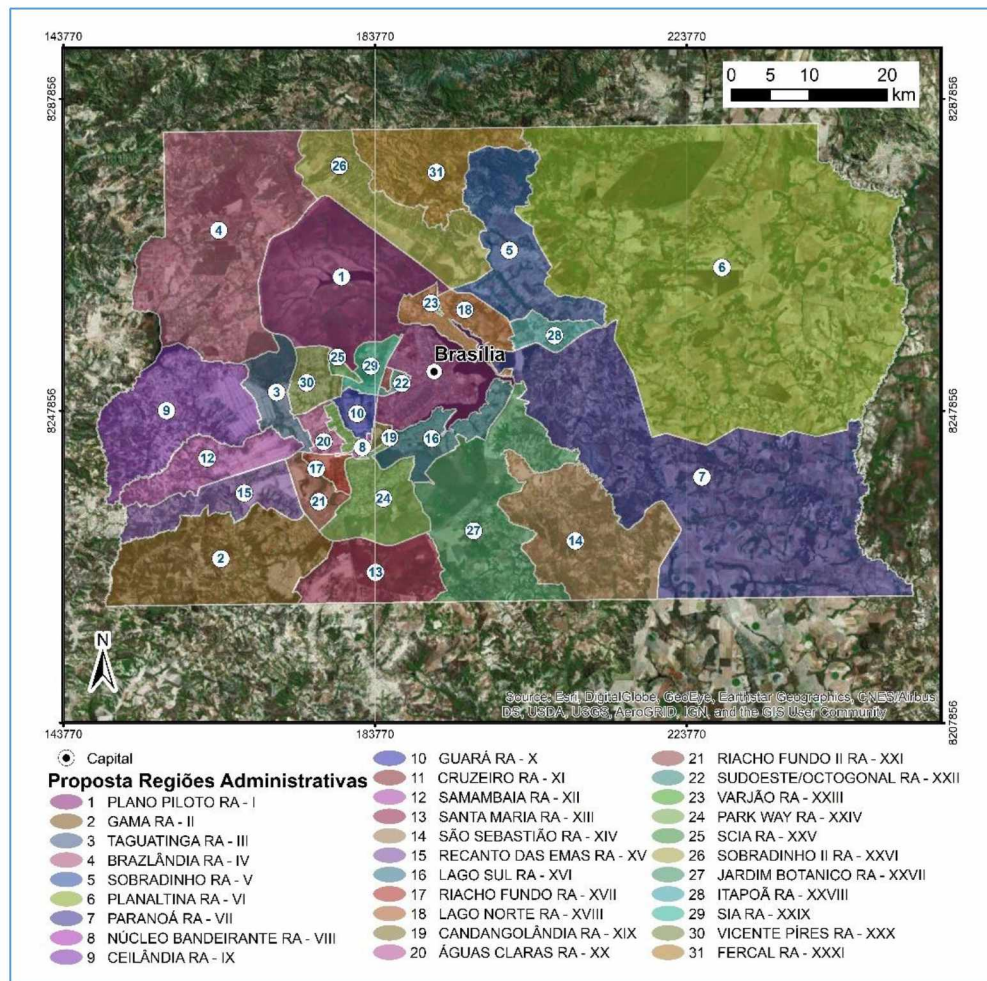 143770 183770 223770
0 5 10 20
km
8287856 8287856
26
31
4
5
6
1
23 18
28
Brasília
25 29
30 22
3
9 10
20 19 16
8
12
17 7
15
21 24
27
14
2
13
8247856 8247856
N
Source: Esri, DigitalGlobe, GeoEye, Earthstar Geographics, CNES/Airbus
DS, USDA, USGS, AeroGRID, IGN, and the GIS User Community
8207856
143770 183770 223770
Capital
Proposta Regiões Administrativas
1 PLANO PILOTO RA - I
2 GAMA RA - II
3 TAGUATINGA RA - III
4 BRAZLÂNDIA RA - IV
5 SOBRADINHO RA - V
6 PLANALTINA RA - VI
7 PARANOÁ RA - VII
8 NÚCLEO BANDEIRANTE RA - VIII
9 CEILÂNDIA RA - IX
10 GUARÁ RA - X
11 CRUZEIRO RA - XI
12 SAMAMBAIA RA - XII
13 SANTA MARIA RA - XIII
14 SÃO SEBASTIÃO RA - XIV
15 RECANTO DAS EMAS RA - XV
16 LAGO SUL RA - XVI
17 RIACHO FUNDO RA - XVII
18 LAGO NORTE RA - XVIII
19 CANDANGOLÂNDIA RA - XIX
20 ÁGUAS CLARAS RA - XX
21 RIACHO FUNDO II RA - XXI
22 SUDOESTE/OCTOGONAL RA - XXII
23 VARJÃO RA - XXIII
24 PARK WAY RA - XXIV
25 SCIA RA - XXV
26 SOBRADINHO II RA - XXVI
27 JARDIM BOTANICO RA - XXVII
28 ITAPOÃ RA - XXVIII
29 SIA RA - XXIX
30 VICENTE PÍRES RA - XXX
31 FERCAL RA - XXXI